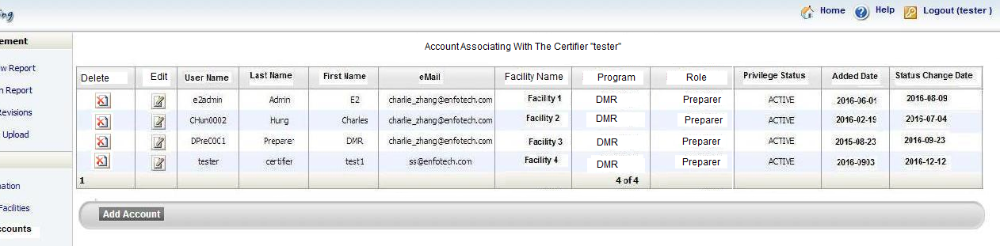 ing
Home Help Logout (tester )
ement
w Report
n Report
Revisions
Upload
ation
Facilities
ccounts
Account Associating With The Certifier "tester"
Delete Edit User Name Last Name First Name eMail Facility Name Program Role Privilege Status Added Date Status Change Date
e2admin Admin E2 charlie_zhang@enfotech.com Facility 1 DMR Preparer ACTIVE 2016-06-01 2016-08-09
CHun0002 Hung Charles charlie_zhang@enfotech.com Facility 2 DMR Preparer ACTIVE 2016-02-19 2016-07-04
DPre0001 Preparer DMR charlie_zhang@enfotech.com Facility 3 DMR Preparer ACTIVE 2015-08-23 2016-09-23
tester certifier test1 ss@enfotech.com Facility 4 DMR Preparer ACTIVE 2016-0903 2016-12-12
1 4 of 4
Add Account